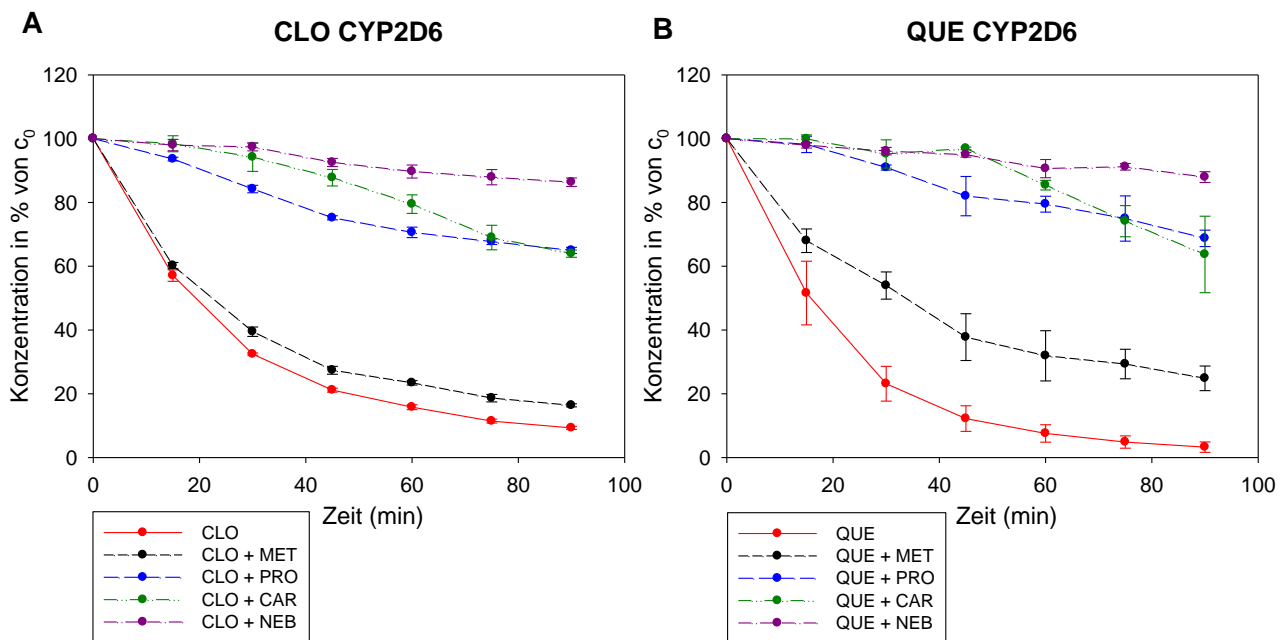 A
CLO CYP2D6
120
100
80
60
40
20
0
Konzentration in % von c0
0 20 40 60 80 100
Zeit (min)
CLO
CLO + MET
CLO + PRO
CLO + CAR
CLO + NEB
B
QUE CYP2D6
120
100
80
60
40
20
0
Konzentration in % von c0
0 20 40 60 80 100
Zeit (min)
QUE
QUE + MET
QUE + PRO
QUE + CAR
QUE + NEB